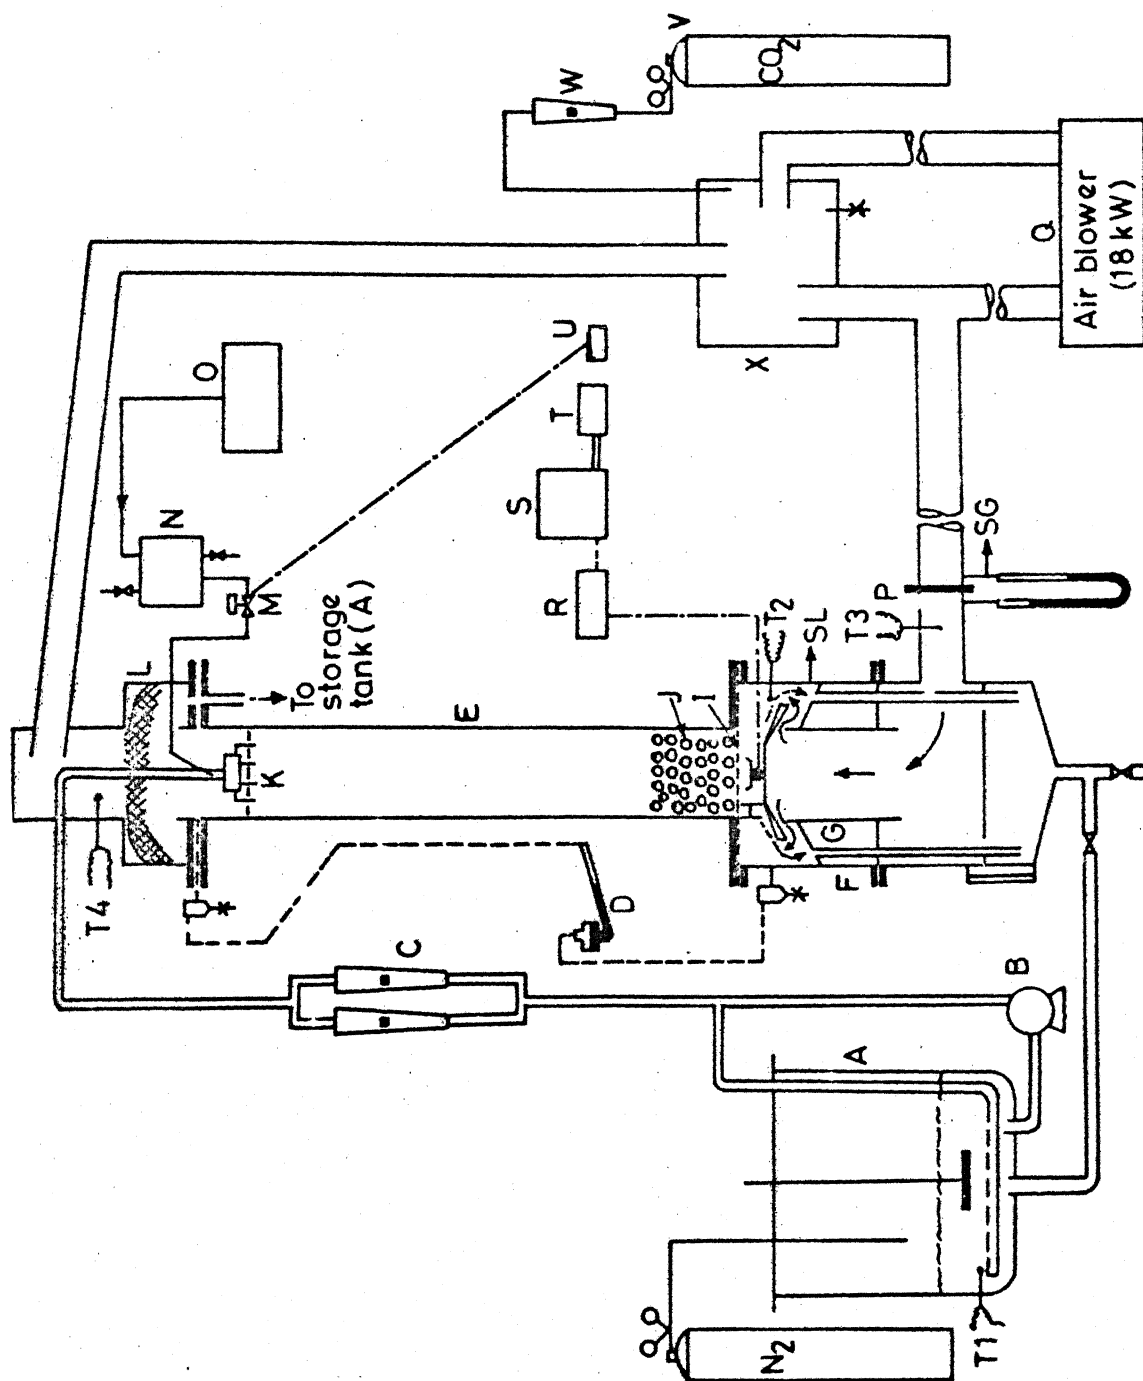 T4
C
D
N₂
T1
A
B
F
G
K
L
E
J
I
T2
SL
T3
P
SG
To
storage
tank (A)
M
N
O
R
S
T
U
X
Q
Air blower
(18 kW)
W
V
CO₂